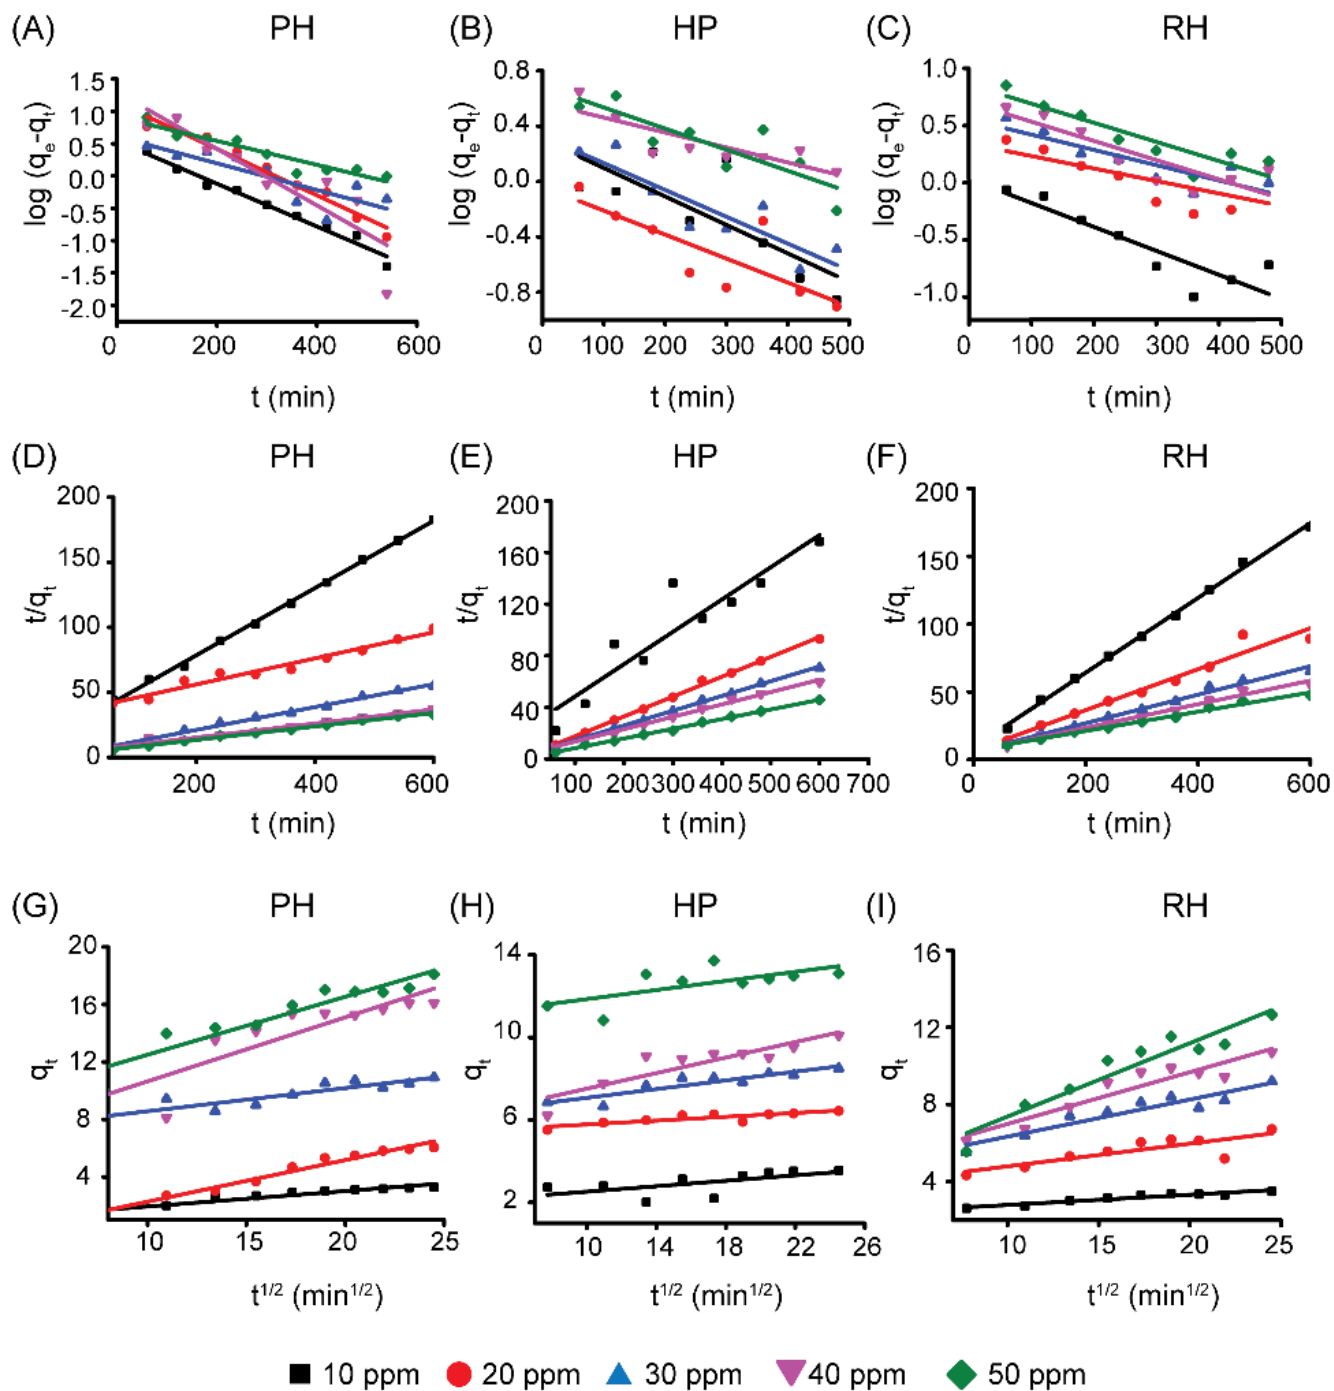 (A) PH
(B) HP
(C) RH
log (qe-qt)
1.5
1.0
0.5
0.0
-0.5
-1.0
-1.5
-2.0
0 200 400 600
t (min)
log (qe-qt)
0.8
0.4
0.0
-0.4
-0.8
0 100 200 300 400 500
t (min)
log (qe-qt)
1.0
0.5
0.0
-0.5
-1.0
0 100 200 300 400 500
t (min)
(D) PH
(E) HP
(F) RH
t/qt
200
150
100
50
0
200 400 600
t (min)
t/qt
200
160
120
80
40
0
100 200 300 400 500 600 700
t (min)
t/qt
200
150
100
50
0
0 200 400 600
t (min)
(G) PH
(H) HP
(I) RH
qt
20
16
12
8
4
10 15 20 25
t1/2 (min1/2)
14
10
6
2
10 14 18 22 26
t1/2 (min1/2)
qt
16
12
8
4
10 15 20 25
t1/2 (min1/2)
10 ppm 20 ppm 30 ppm 40 ppm 50 ppm